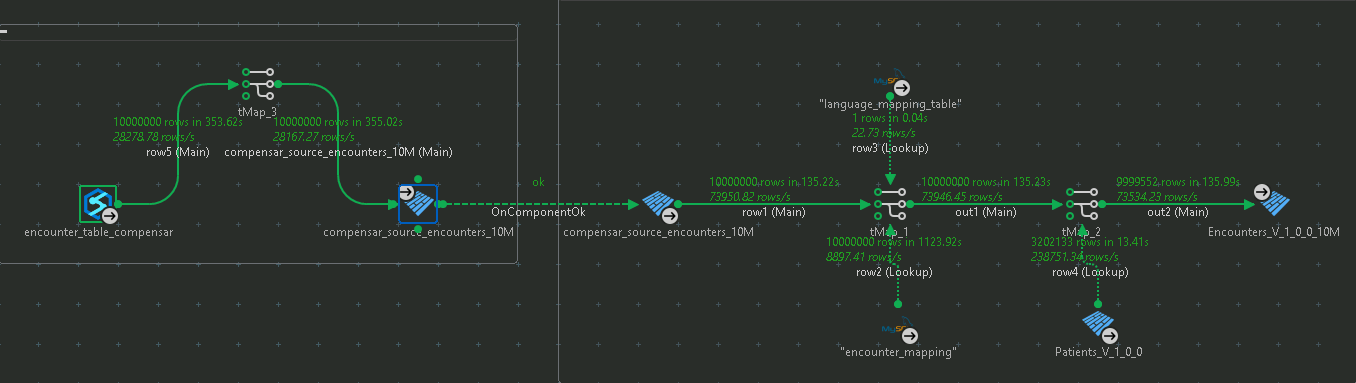 tMap_3
10000000 rows in 353.62s
28278.78 rows/s
row5 (Main)
10000000 rows in 355.02s
28167.27 rows/s
compensar_source_encounters_10M (Main)
encounter_table_compensar
compensar_source_encounters_10M
ok
OnComponentOk
compensar_source_encounters_10M
10000000 rows in 135.22s
73950.82 rows/s
row1 (Main)
"language_mapping_table"
1 rows in 0.04s
22.73 rows/s
row3 (Lookup)
tMap_1
10000000 rows in 1123.92s
8897.41 rows/s
row2 (Lookup)
"encounter_mapping"
10000000 rows in 135.23s
73946.45 rows/s
out1 (Main)
tMap_2
3202133 rows in 13.41s
238751.34 rows/s
row4 (Lookup)
Patients_V_1_0_0
9999552 rows in 135.99s
73534.23 rows/s
out2 (Main)
Encounters_V_1_0_0_10M